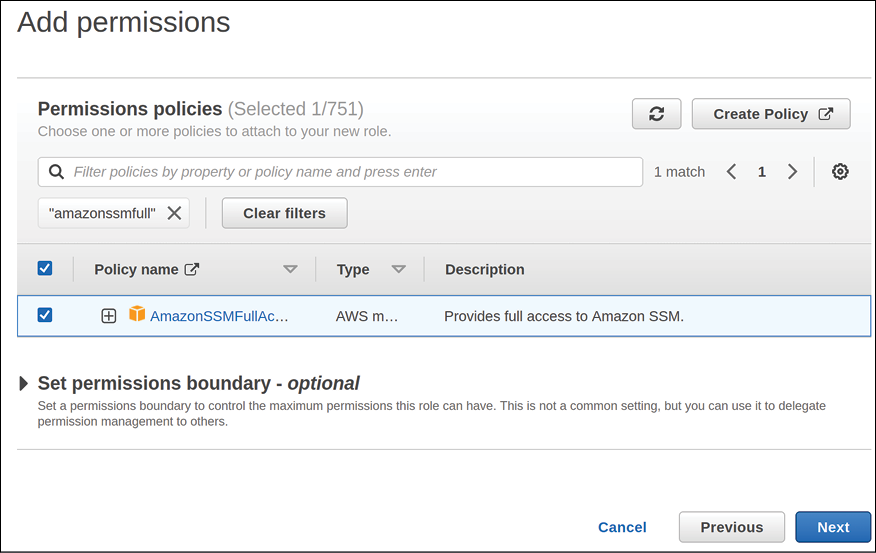 Add permissions
Permissions policies (Selected 1/751)
Choose one or more policies to attach to your new role.
Create Policy
Filter policies by property or policy name and press enter
1 match
1
"amazonssmfull"
Clear filters
Policy name
Type
Description
AmazonSSMFullAc...
AWS m...
Provides full access to Amazon SSM.
Set permissions boundary - optional
Set a permissions boundary to control the maximum permissions this role can have. This is not a common setting, but you can use it to delegate
permission management to others.
Cancel
Previous
Next